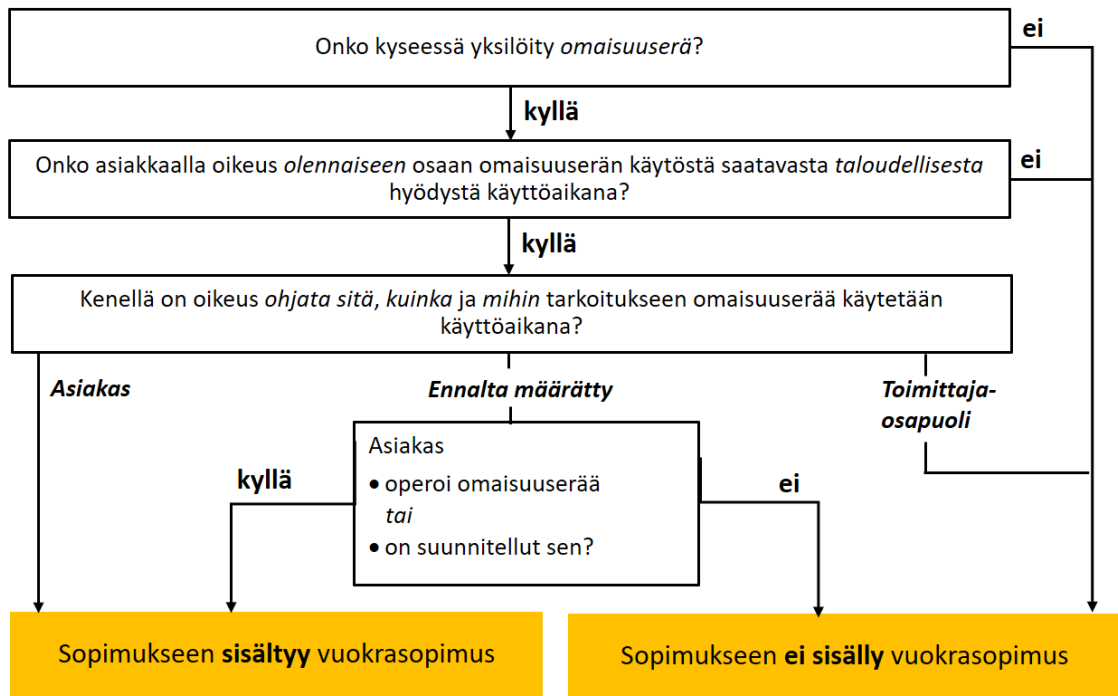 Onko kyseessä yksilöity omaisuuserä?
ei
kyllä
Onko asiakkaalla oikeus olennaiseen osaan omaisuuserän käytöstä saatavasta taloudellisesta
hyödystä käyttöaikana?
ei
kyllä
Kenellä on oikeus ohjata sitä, kuinka ja mihin tarkoitukseen omaisuuserää käytetään
käyttöaikana?
Asiakas
Ennalta määrätty
Toimittaja-
osapuoli
Asiakas
• operoi omaisuuserää
tai
• on suunnitellut sen?
kyllä
ei
Sopimukseen sisältyy vuokrasopimus
Sopimukseen ei sisälly vuokrasopimus